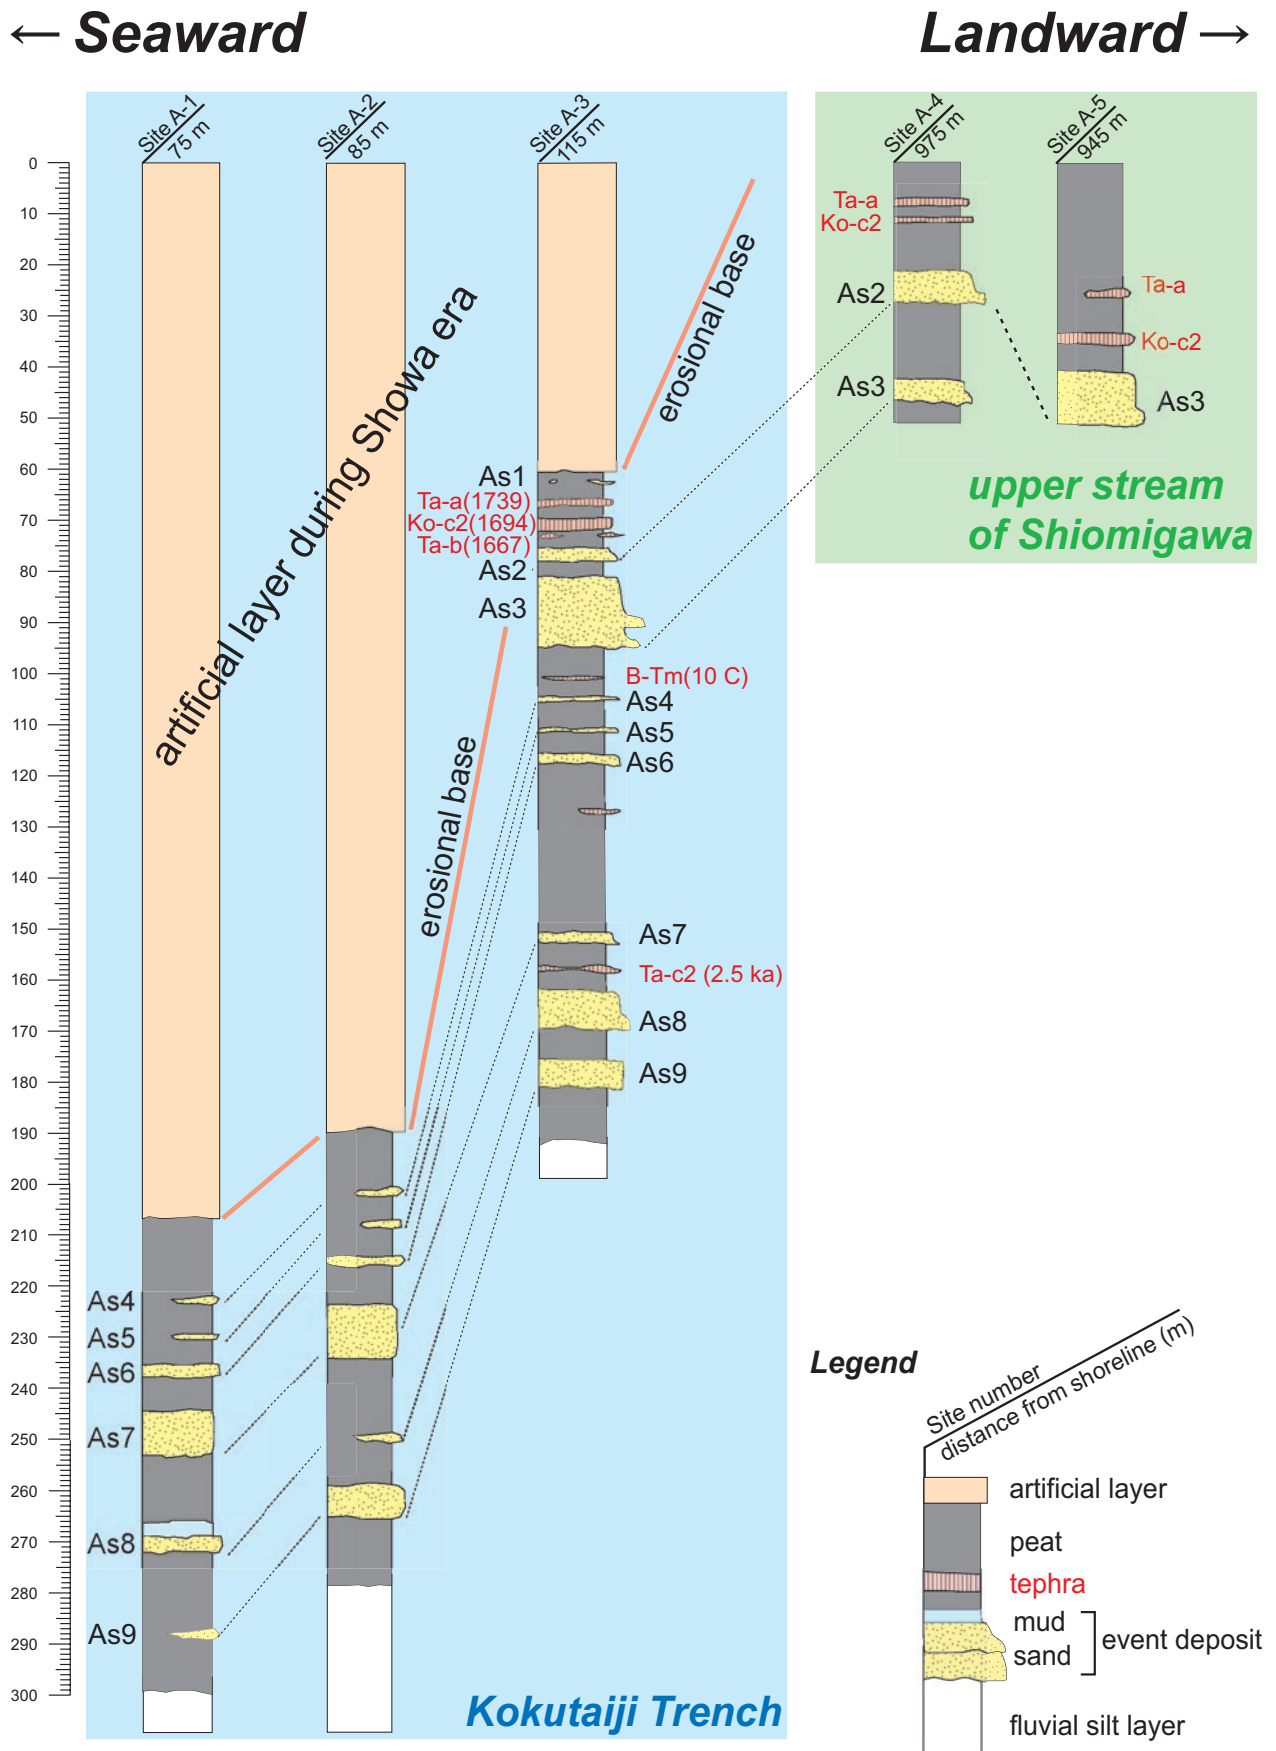 ← Seaward
Landward →
Site A-1
75 m
Site A-2
85 m
Site A-3
115 m
Site A-4
975 m
Site A-5
945 m
0
10
20
30
40
50
60
70
80
90
100
110
120
130
140
150
160
170
180
190
200
210
220
230
240
250
260
270
280
290
300
artificial layer during Showa era
erosional base
erosional base
As4
As5
As6
As7
As8
As9
As1
Ta-a(1739)
Ko-c2(1694)
Ta-b(1667)
As2
As3
B-Tm(10 C)
As4
As5
As6
As7
Ta-c2 (2.5 ka)
As8
As9
Kokutaiji Trench
Ta-a
Ko-c2
As2
As3
Ta-a
Ko-c2
As3
upper stream
of Shiomigawa
Legend
Site number
distance from shoreline (m)
artificial layer
peat
tephra
mud
sand
event deposit
fluvial silt layer